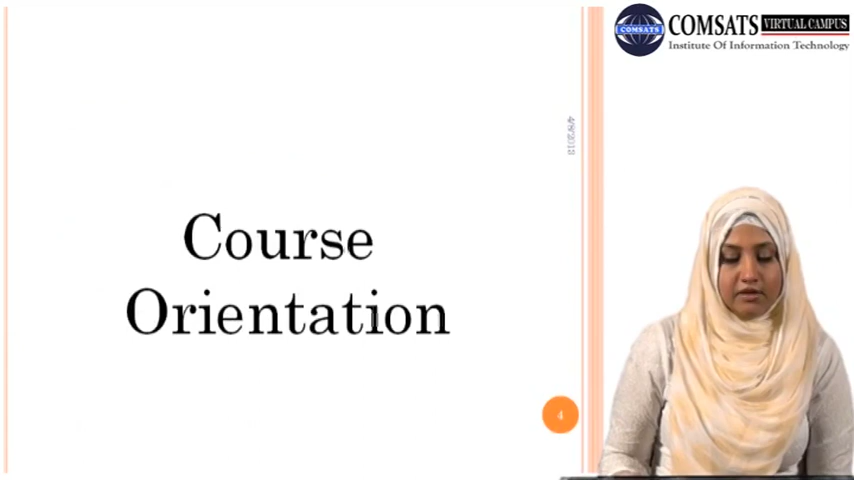 COMSATS VIRTUAL CAMPUS
Institute Of Information Technology
COMSATS
Course
Orientation
4